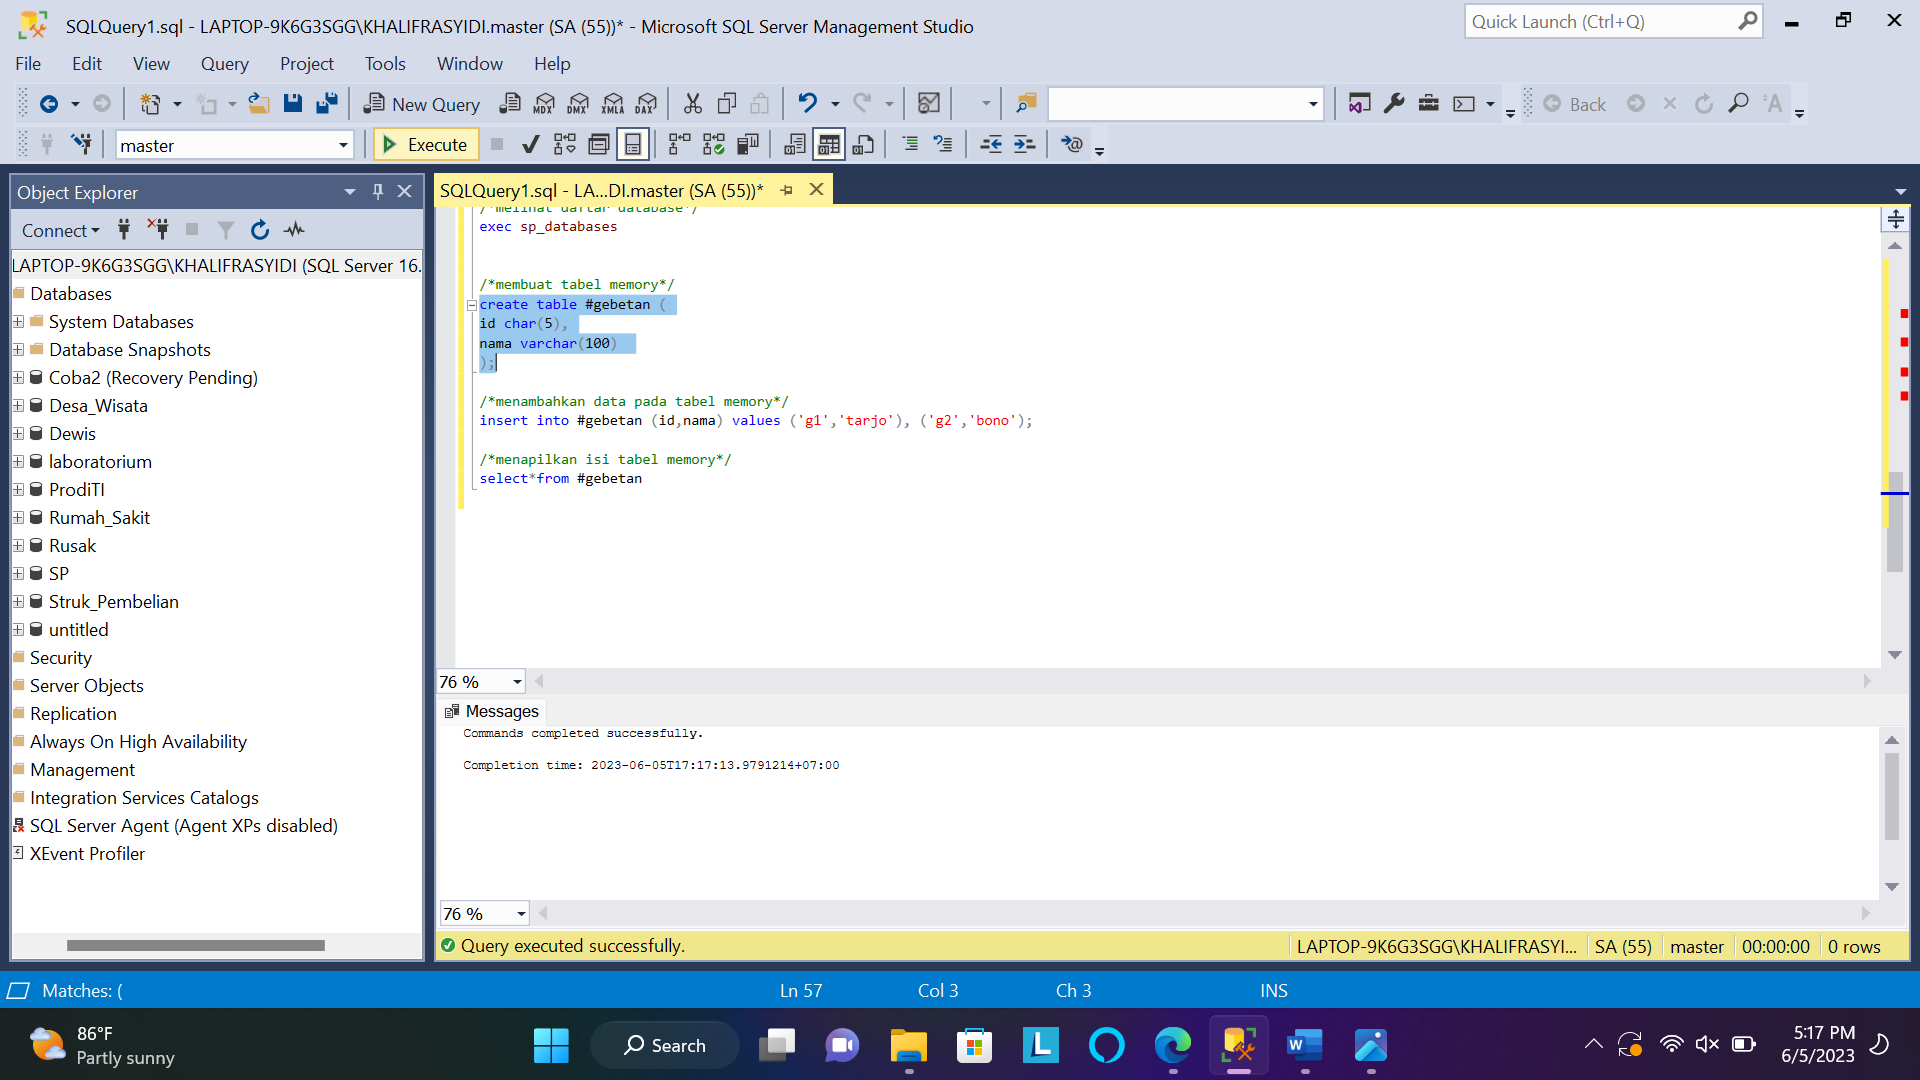 SQLQuery1.sql - LAPTOP-9K6G3SGG\KHALIFRASYIDI.master (SA (55))* - Microsoft SQL Server Management Studio
Quick Launch (Ctrl+Q)
File Edit View Query Project Tools Window Help
New Query MDX DMX XMLA DAX Back
master Execute
Object Explorer
Connect
LAPTOP-9K6G3SGG\KHALIFRASYIDI (SQL Server 16.
Databases
System Databases
Database Snapshots
Coba2 (Recovery Pending)
Desa_Wisata
Dewis
laboratorium
ProdiTI
Rumah_Sakit
Rusak
SP
Struk_Pembelian
untitled
Security
Server Objects
Replication
Always On High Availability
Management
Integration Services Catalogs
SQL Server Agent (Agent XPs disabled)
XEvent Profiler
SQLQuery1.sql - LA...DI.master (SA (55))*
/*melihat daftar database*/
exec sp_databases
/*membuat tabel memory*/
create table #gebetan (
id char(5),
nama varchar(100)
);
/*menambahkan data pada tabel memory*/
insert into #gebetan (id,nama) values ('g1','tarjo'), ('g2','bono');
/*menapilkan isi tabel memory*/
select*from #gebetan
76 %
Messages
Commands completed successfully.
Completion time: 2023-06-05T17:17:13.9791214+07:00
76 %
Query executed successfully. LAPTOP-9K6G3SGG\KHALIFRASYI... SA (55) master 00:00:00 0 rows
Matches: ( Ln 57 Col 3 Ch 3 INS
86°F
Partly sunny
Search
5:17 PM
6/5/2023